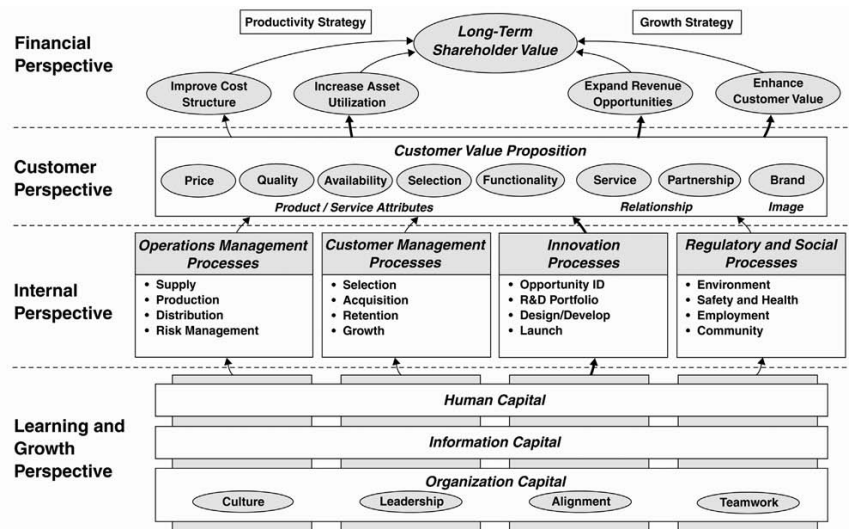 Productivity Strategy
Growth Strategy
Financial
Perspective
Long-Term
Shareholder Value
Improve Cost
Structure
Increase Asset
Utilization
Expand Revenue
Opportunities
Enhance
Customer Value
Customer
Perspective
Customer Value Proposition
Price
Quality
Availability
Selection
Functionality
Service
Partnership
Brand
Product / Service Attributes
Relationship
Image
Internal
Perspective
Operations Management
Processes
• Supply
• Production
• Distribution
• Risk Management
Customer Management
Processes
• Selection
• Acquisition
• Retention
• Growth
Innovation
Processes
• Opportunity ID
• R&D Portfolio
• Design/Develop
• Launch
Regulatory and Social
Processes
• Environment
• Safety and Health
• Employment
• Community
Learning and
Growth
Perspective
Human Capital
Information Capital
Organization Capital
Culture
Leadership
Alignment
Teamwork